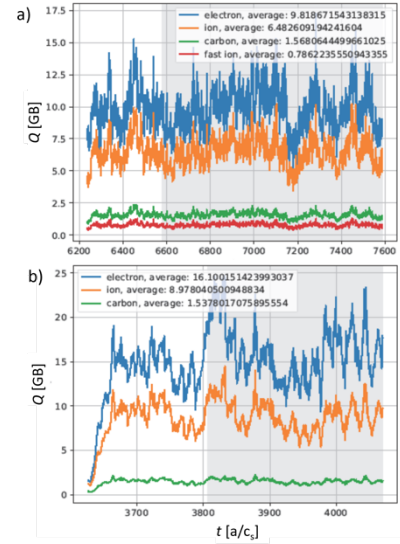 a)
17.5
15.0
12.5
10.0
7.5
5.0
2.5
0.0
Q [GB]
electron, average: 9.818671543138315
ion, average: 6.482609194241604
carbon, average: 1.5680644499661025
fast ion, average: 0.7862235550943355
6200 6400 6600 6800 7000 7200 7400 7600
b)
25
20
15
10
5
0
Q [GB]
electron, average: 16.100151423993037
ion, average: 8.978040500948834
carbon, average: 1.5378017075895554
3700 3800 3900 4000
t [a/cs]